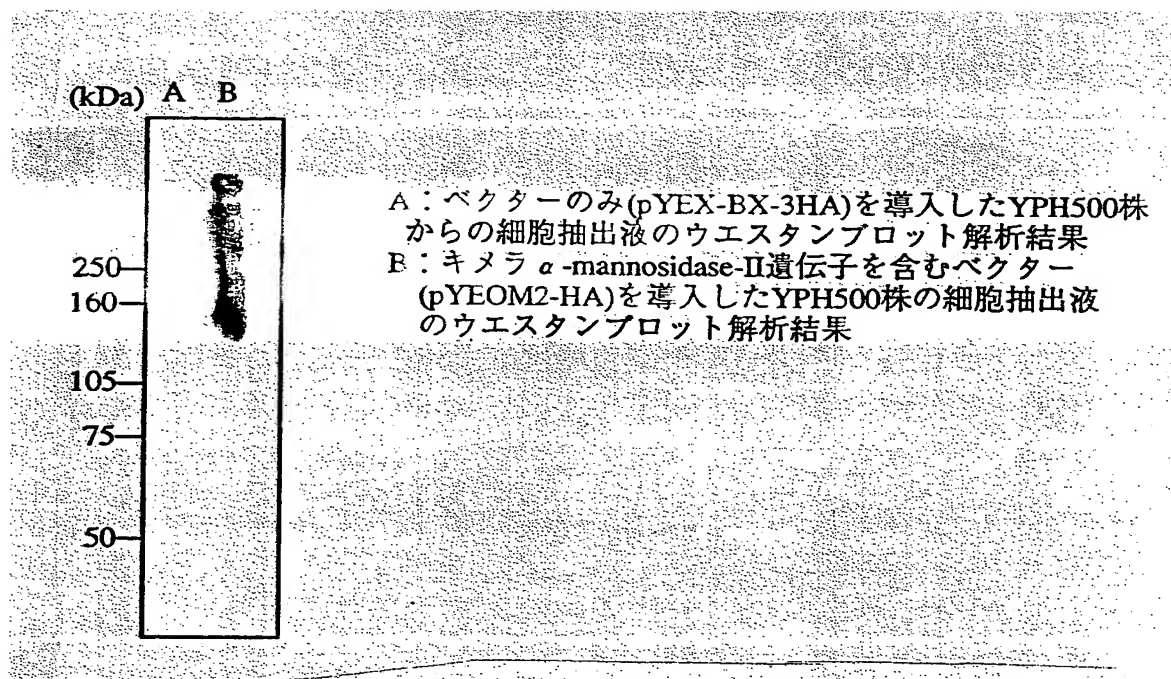 (kDa) A B
250
160
105
75
50
A：ベクターのみ(pYEX-BX-3HA)を導入したYPH500株
からの細胞抽出液のウエスタンブロット解析結果
B：キメラα-mannosidase-II遺伝子を含むベクター
(pYEOM2-HA)を導入したYPH500株の細胞抽出液
のウエスタンブロット解析結果